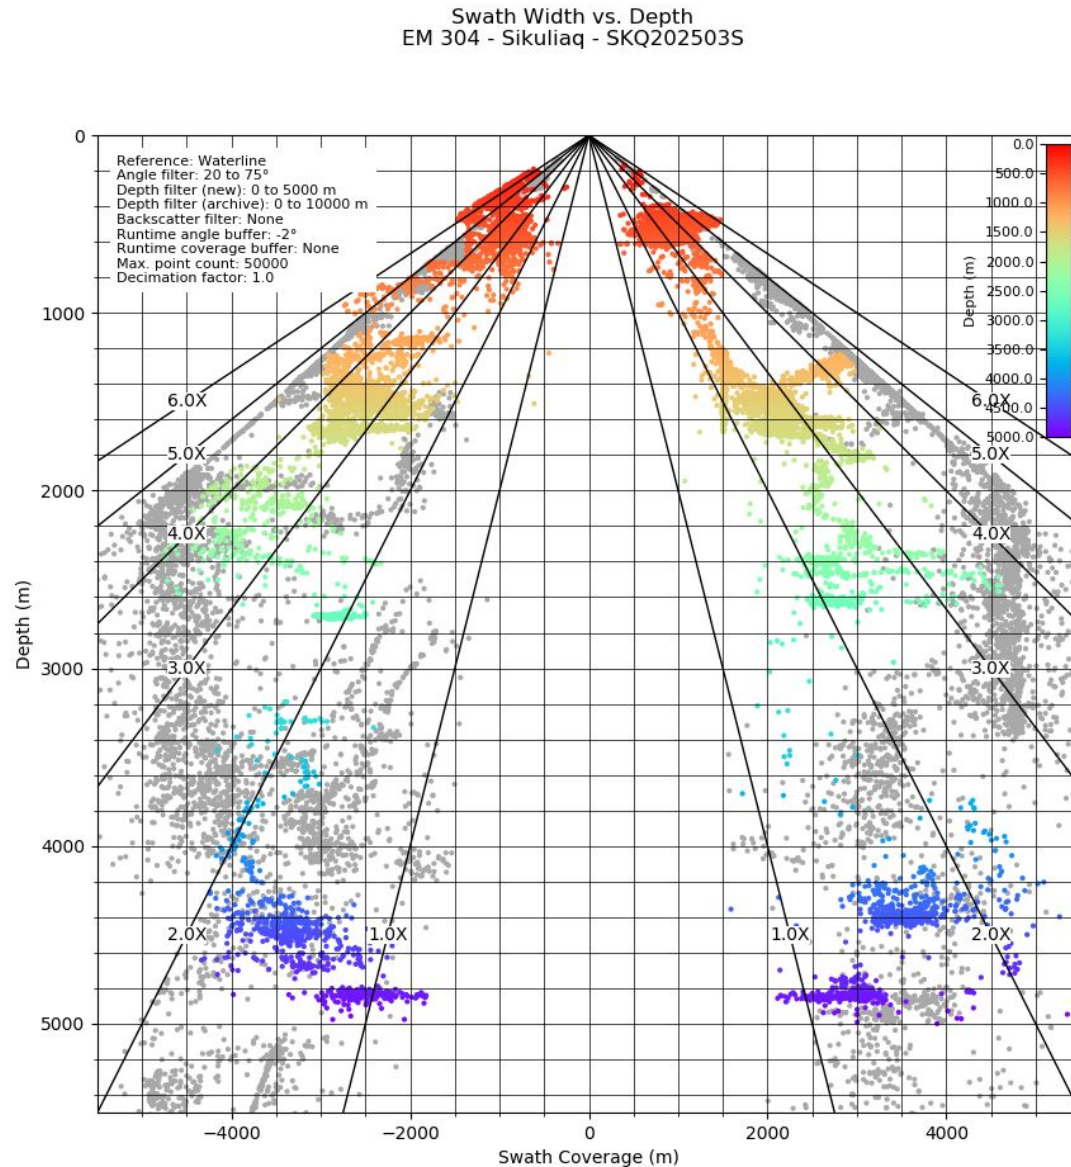 Swath Width vs. Depth
EM 304 - Sikuliaq - SKQ202503S
Reference: Waterline
Angle filter: 20 to 75°
Depth filter (new): 0 to 5000 m
Depth filter (archive): 0 to 10000 m
Backscatter filter: None
Runtime angle buffer: -2°
Runtime coverage buffer: None
Max. point count: 50000
Decimation factor: 1.0
0
1000
2000
3000
4000
5000
Depth (m)
6.0X
5.0X
4.0X
3.0X
2.0X
1.0X
1.0X
2.0X
3.0X
4.0X
5.0X
6.0X
Depth (m)
0.0
500.0
1000.0
1500.0
2000.0
2500.0
3000.0
3500.0
4000.0
4500.0
5000.0
−4000
−2000
0
2000
4000
Swath Coverage (m)